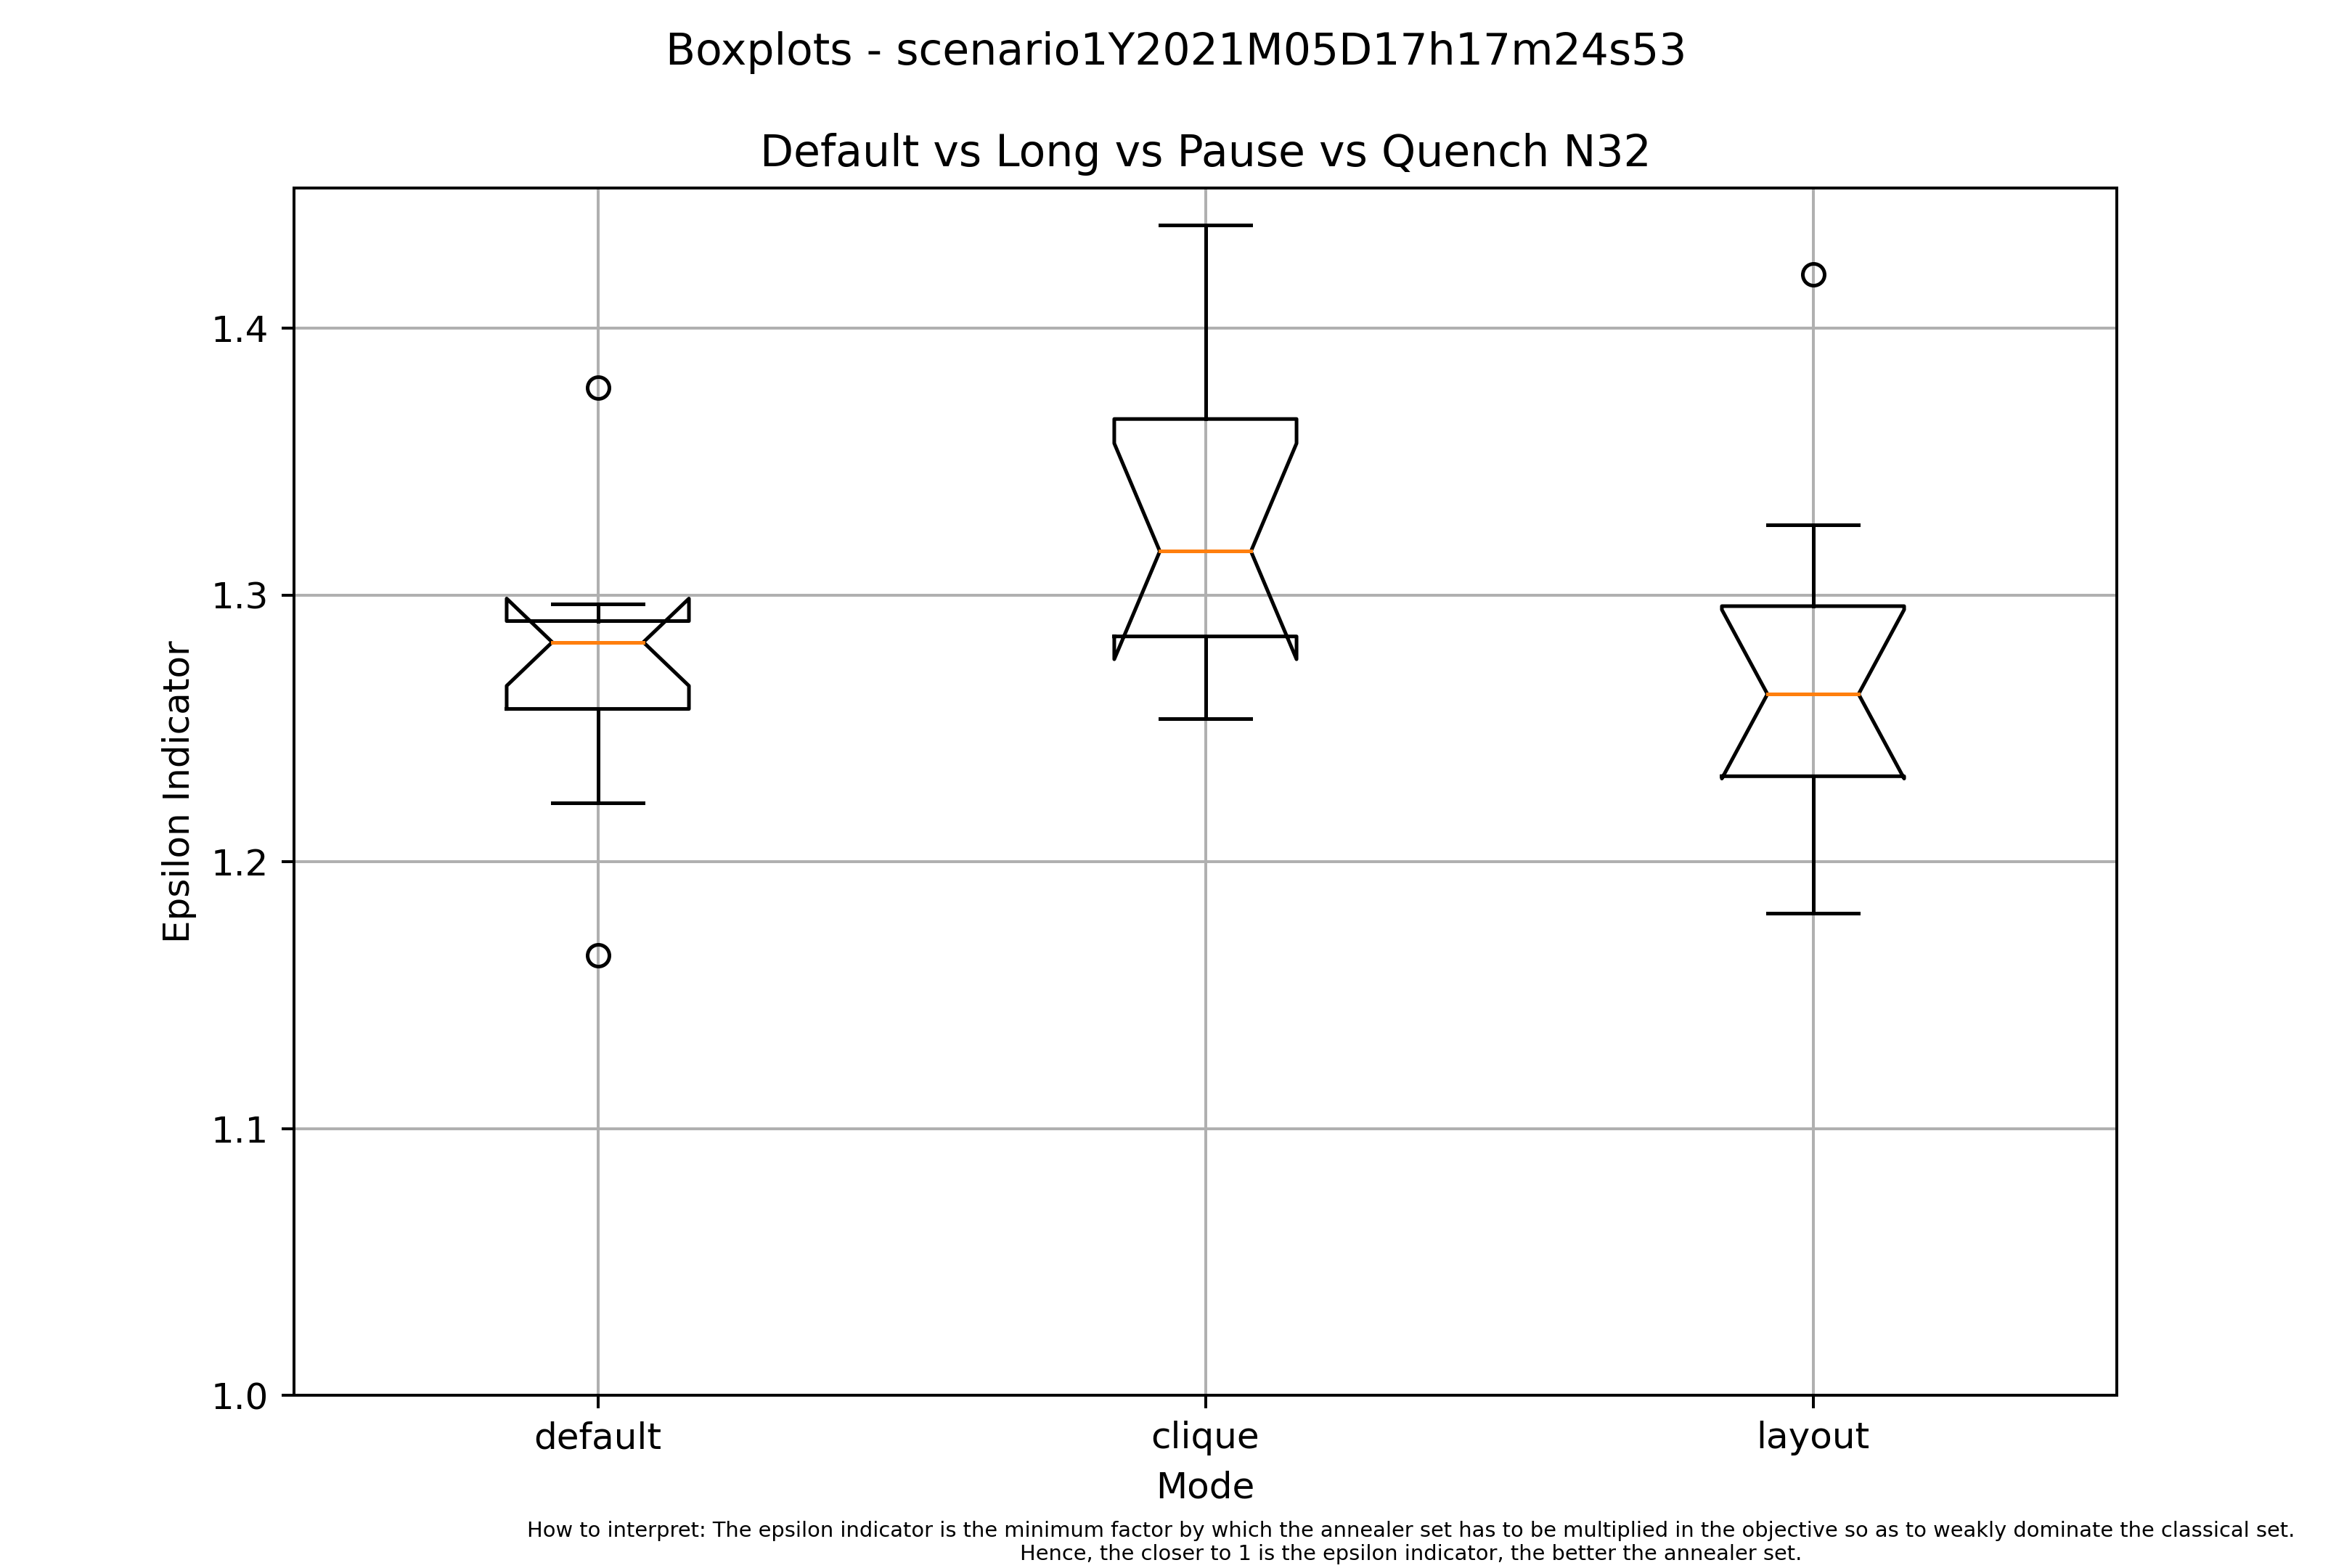 Boxplots - scenario1Y2021M05D17h17m24s53
Default vs Long vs Pause vs Quench N32
Epsilon Indicator
1.4
1.3
1.2
1.1
1.0
default
clique
layout
Mode
How to interpret: The epsilon indicator is the minimum factor by which the annealer set has to be multiplied in the objective so as to weakly dominate the classical set.
Hence, the closer to 1 is the epsilon indicator, the better the annealer set.